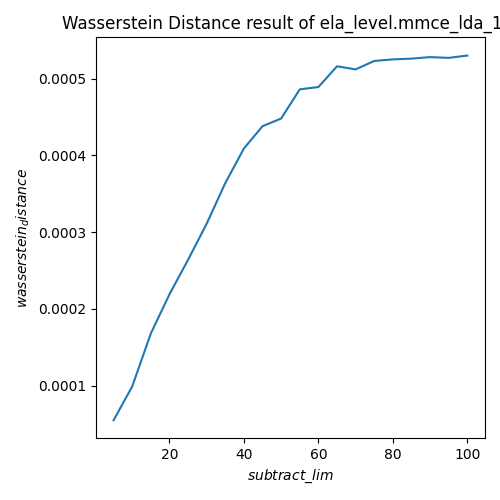 Wasserstein Distance result of ela_level.mmce_lda_1
0.0005
0.0004
0.0003
0.0002
0.0001
wasserstein_distance
20 40 60 80 100
subtract_lim